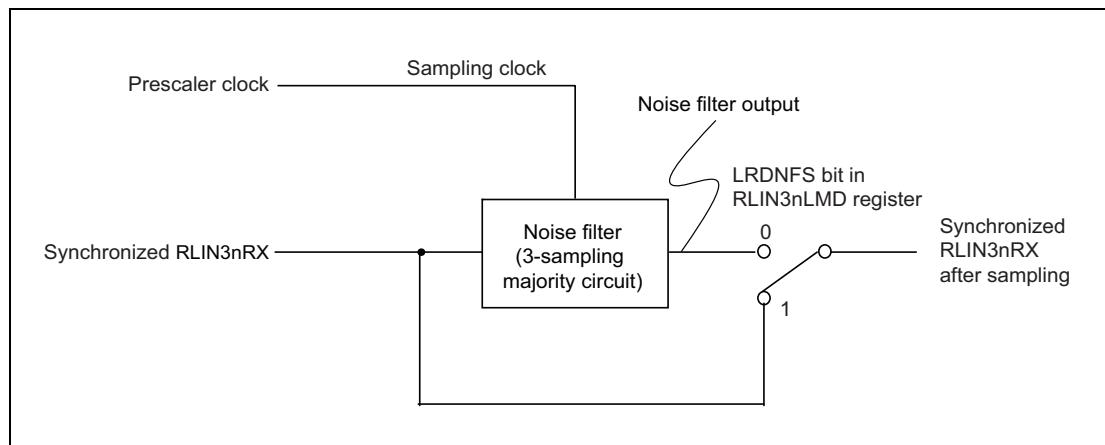 Sampling clock
Prescaler clock
Noise filter output
LRDNFS bit in
RLIN3nLMD register
0
Synchronized RLIN3nRX
Noise filter
(3-sampling
majority circuit)
Synchronized
RLIN3nRX
after sampling
1